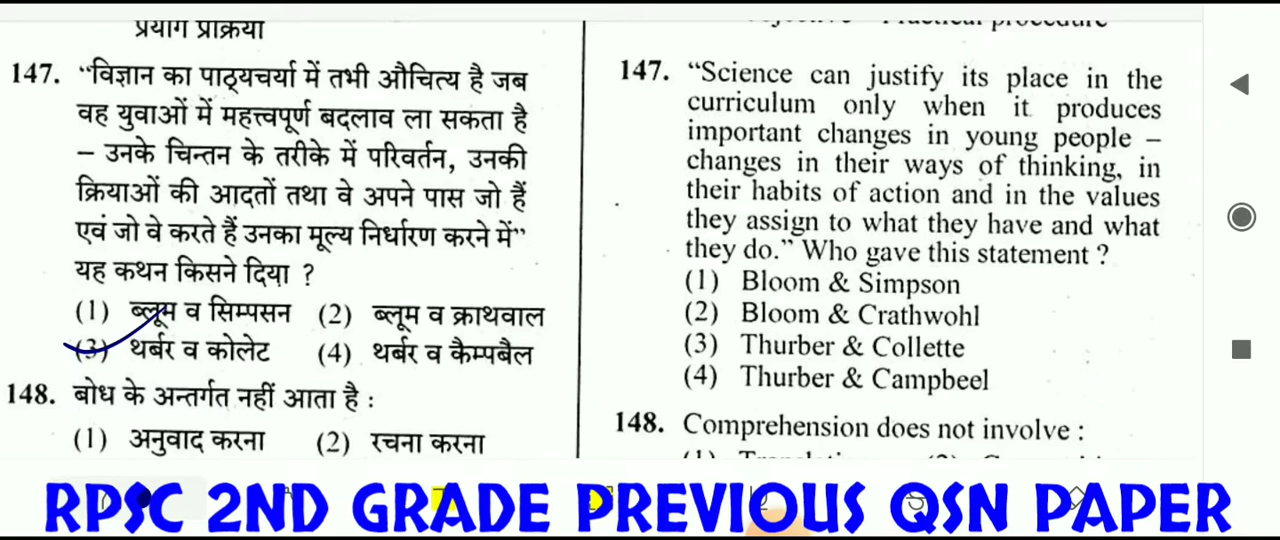 प्रयोग प्रक्रिया
147. “विज्ञान का पाठ्यचर्या में तभी औचित्य है जब
वह युवाओं में महत्त्वपूर्ण बदलाव ला सकता है
– उनके चिन्तन के तरीके में परिवर्तन, उनकी
क्रियाओं की आदतों तथा वे अपने पास जो हैं
एवं जो वे करते हैं उनका मूल्य निर्धारण करने में”
यह कथन किसने दिया ?
(1) ब्लूम व सिम्पसन (2) ब्लूम व क्राथवाल
(3) थर्बर व कोलेट (4) थर्बर व कैम्पबैल
148. बोध के अन्तर्गत नहीं आता है :
(1) अनुवाद करना (2) रचना करना
Practical procedure
147. “Science can justify its place in the
curriculum only when it produces
important changes in young people –
changes in their ways of thinking, in
their habits of action and in the values
they assign to what they have and what
they do.” Who gave this statement ?
(1) Bloom & Simpson
(2) Bloom & Crathwohl
(3) Thurber & Collette
(4) Thurber & Campbeel
148. Comprehension does not involve :
RPSC 2ND GRADE PREVIOUS QSN PAPER